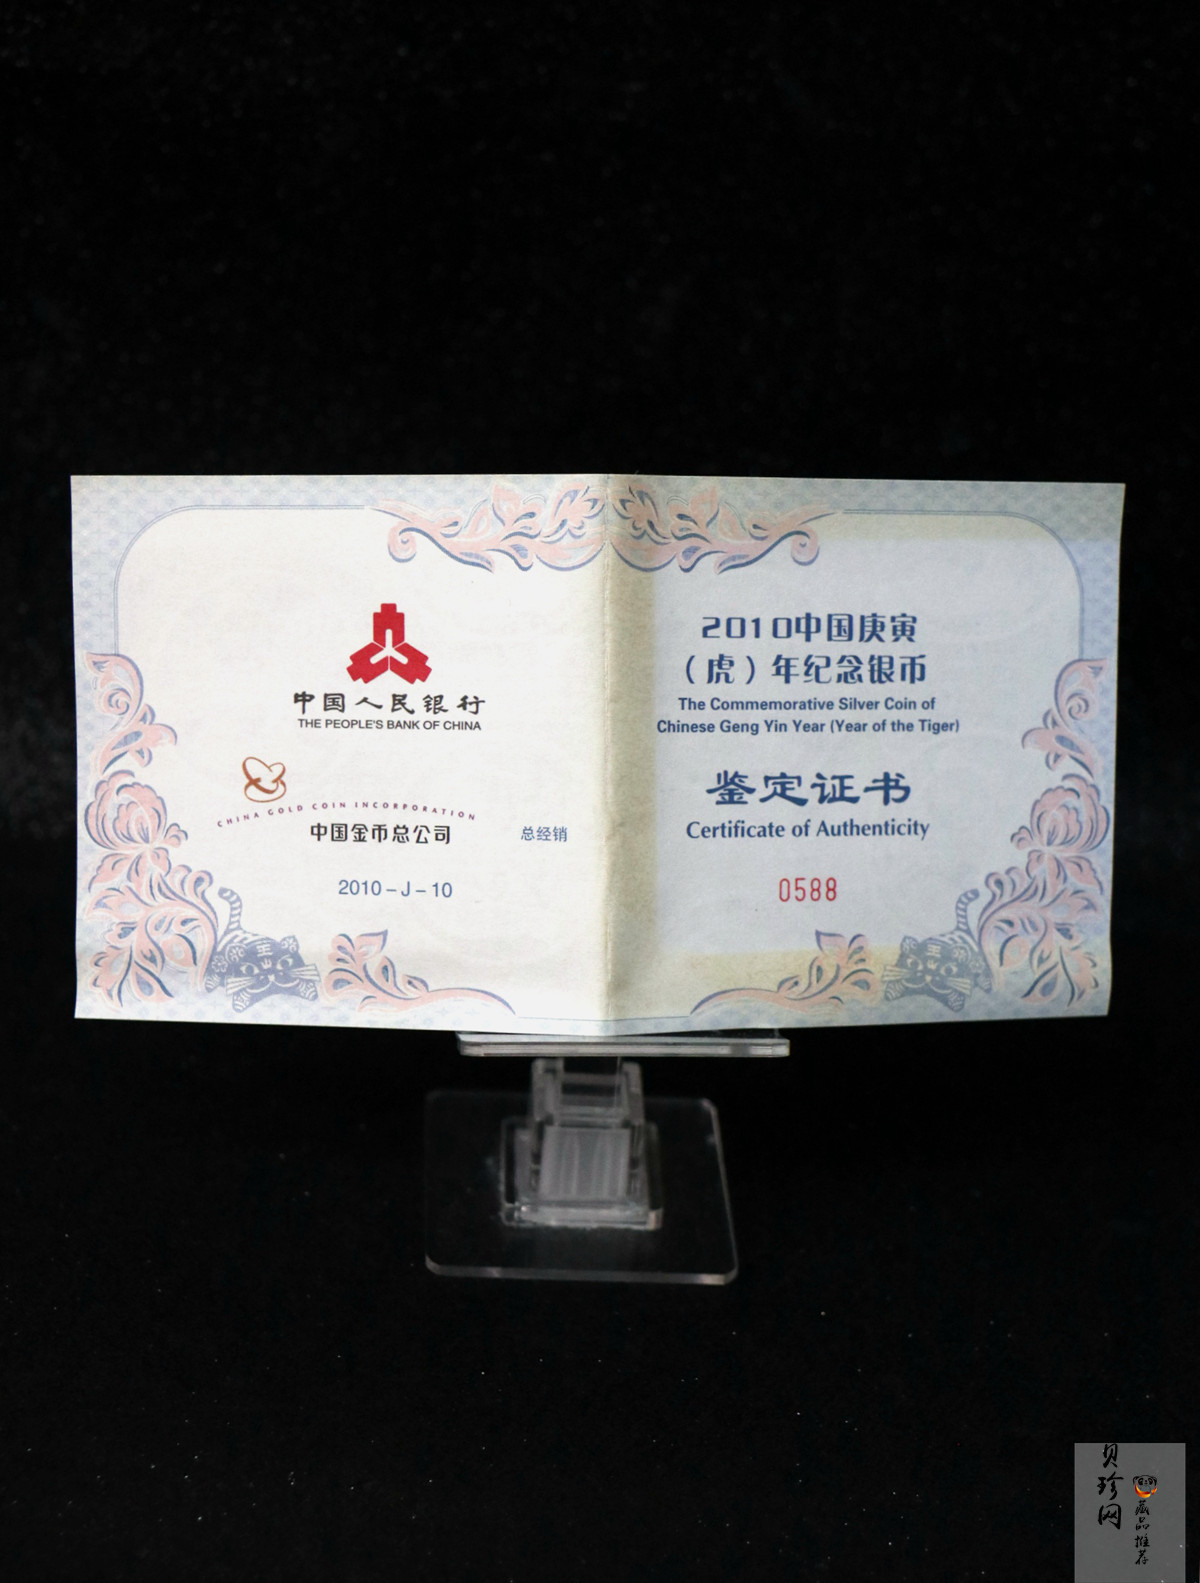 中国人民银行
THE PEOPLE'S BANK OF CHINA
CHINA GOLD COIN INCORPORATION
中国金币总公司
总经销
2010-J-10
2010中国庚寅
（虎）年纪念银币
The Commemorative Silver Coin of
Chinese Geng Yin Year (Year of the Tiger)
鉴定证书
Certificate of Authenticity
0588
王
王
贝珍网
藏品推荐